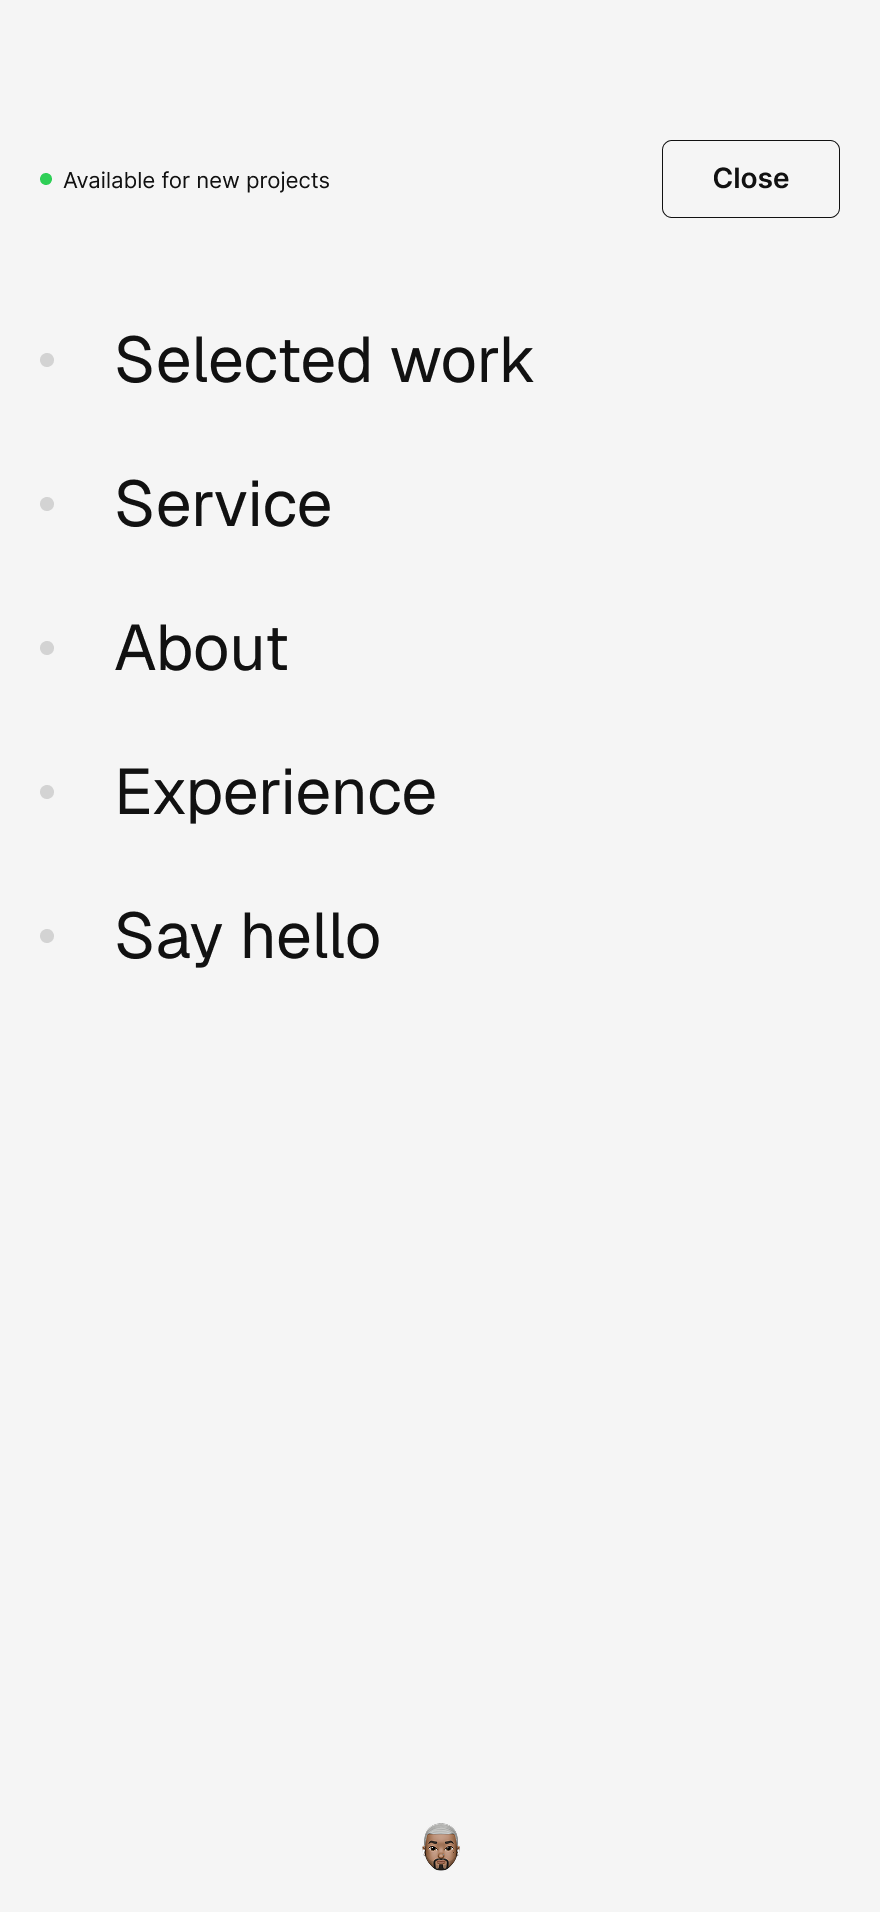 Available for new projects
Close
Selected work
Service
About
Experience
Say hello